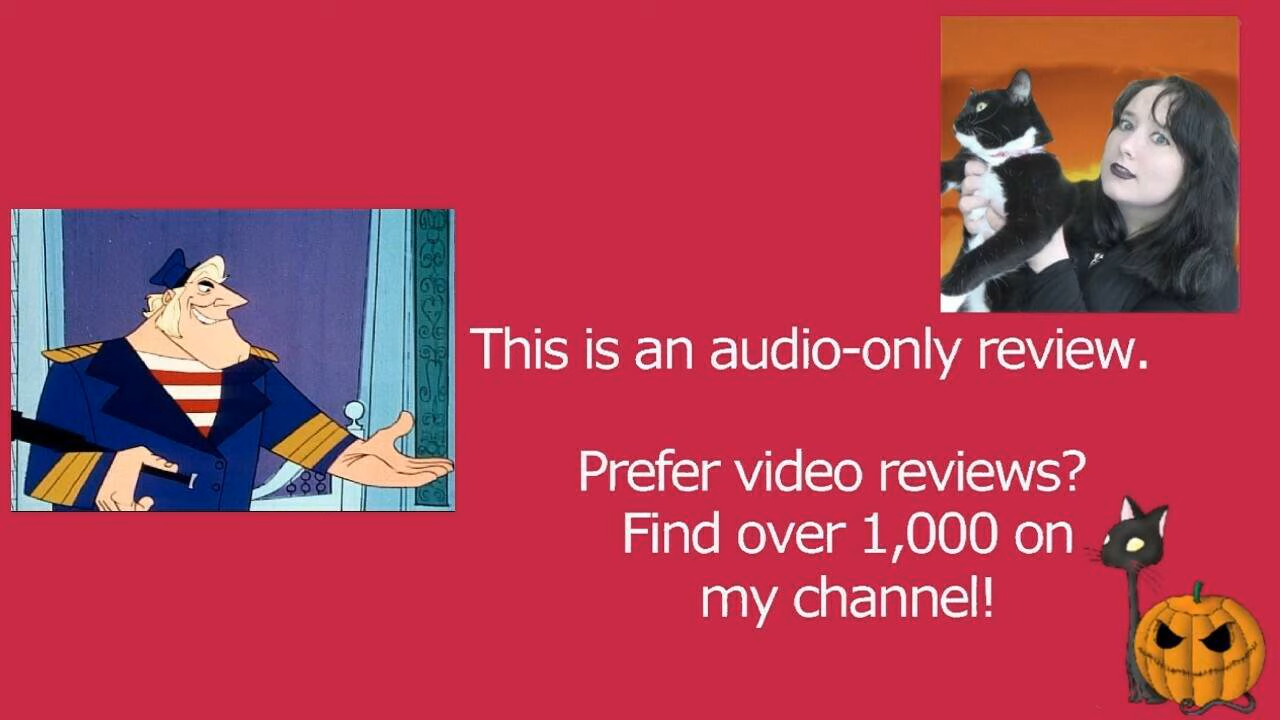 This is an audio-only review.
Prefer video reviews?
Find over 1,000 on
my channel!